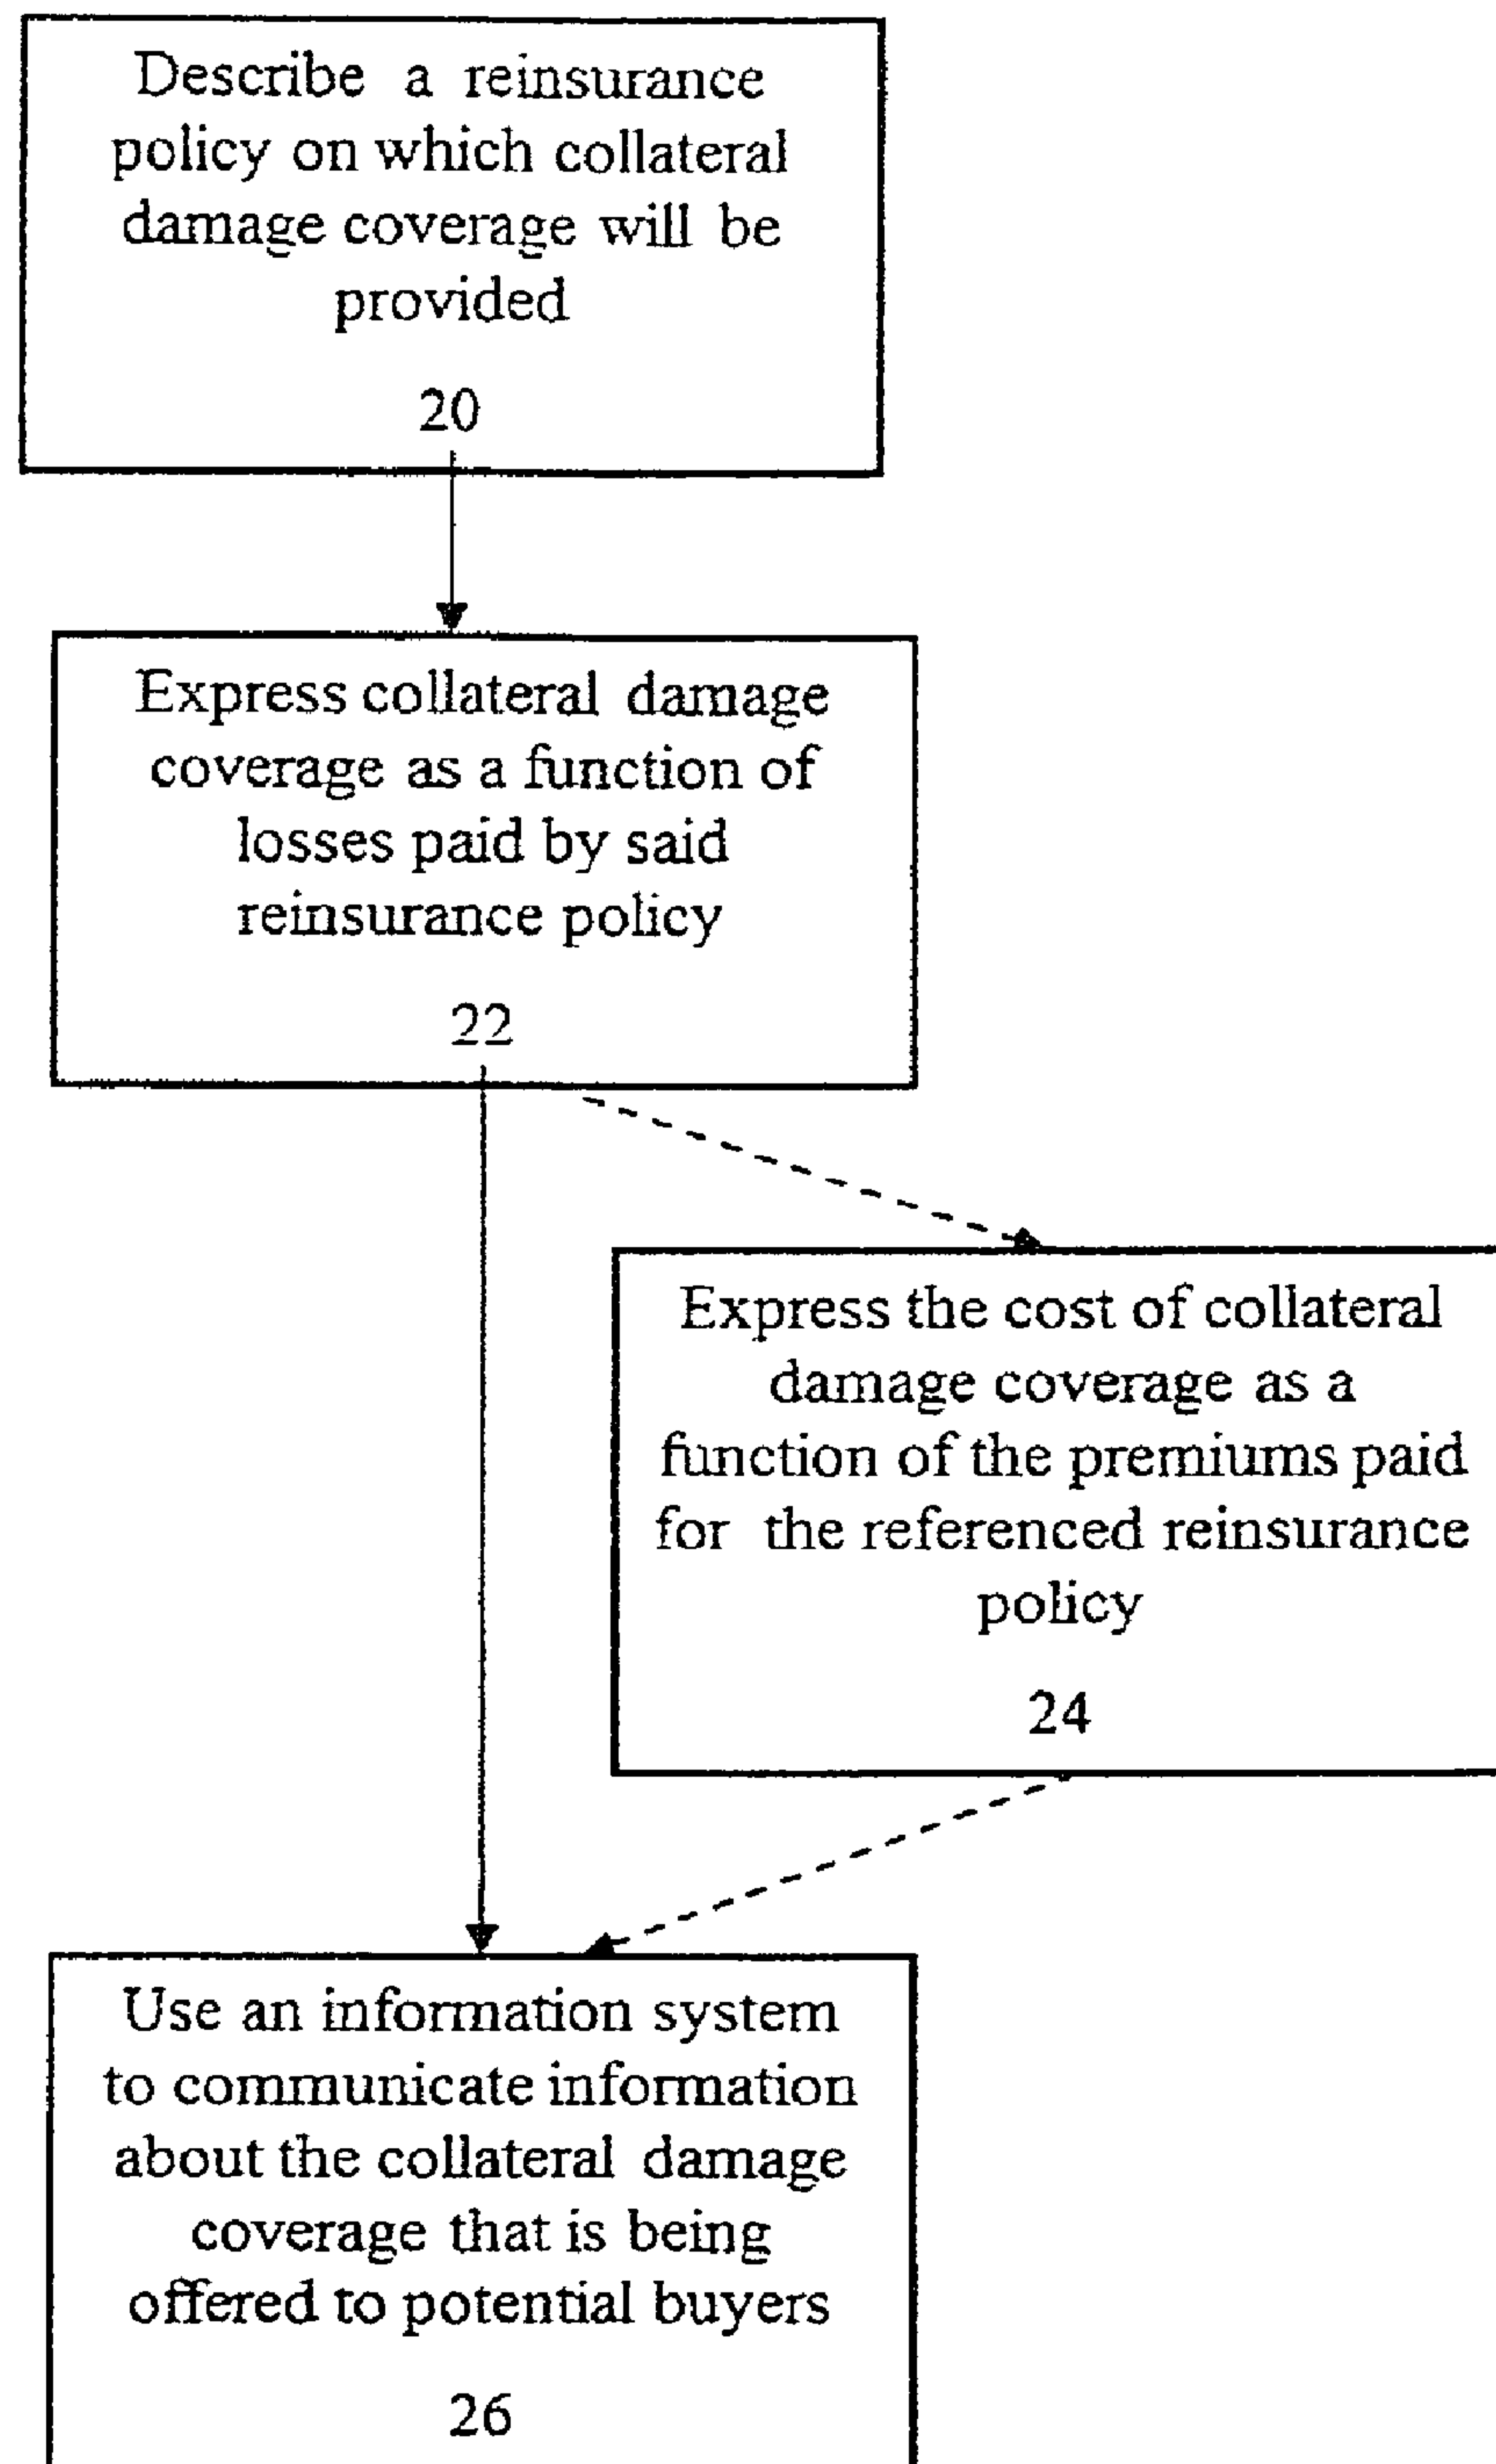 Describe a reinsurance
policy on which collateral
damage coverage will be
provided
20
Express collateral damage
coverage as a function of
losses paid by said
reinsurance policy
22
Express the cost of collateral
damage coverage as a
function of the premiums paid
for the referenced reinsurance
policy
24
Use an information system
to communicate information
about the collateral damage
coverage that is being
offered to potential buyers
26